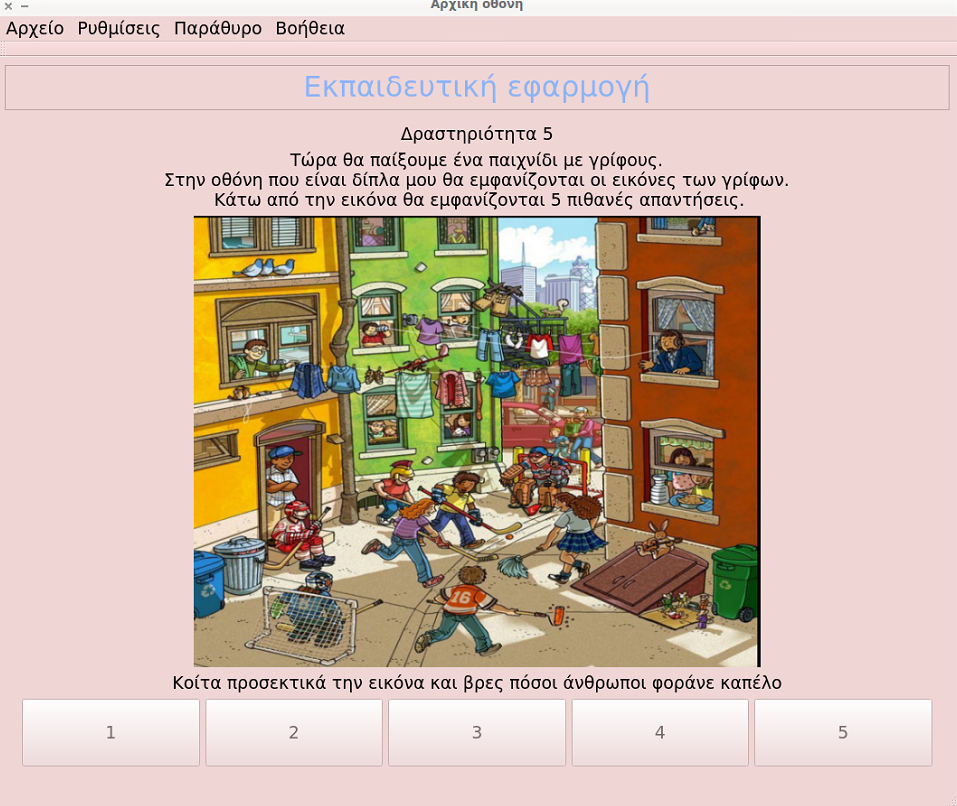 Αρχική οθόνη
Αρχείο Ρυθμίσεις Παράθυρο Βοήθεια
Εκπαιδευτική εφαρμογή
Δραστηριότητα 5
Τώρα θα παίξουμε ένα παιχνίδι με γρίφους.
Στην οθόνη που είναι δίπλα μου θα εμφανίζονται οι εικόνες των γρίφων.
Κάτω από την εικόνα θα εμφανίζονται 5 πιθανές απαντήσεις.
16
Κοίτα προσεκτικά την εικόνα και βρες πόσοι άνθρωποι φοράνε καπέλο
1 2 3 4 5